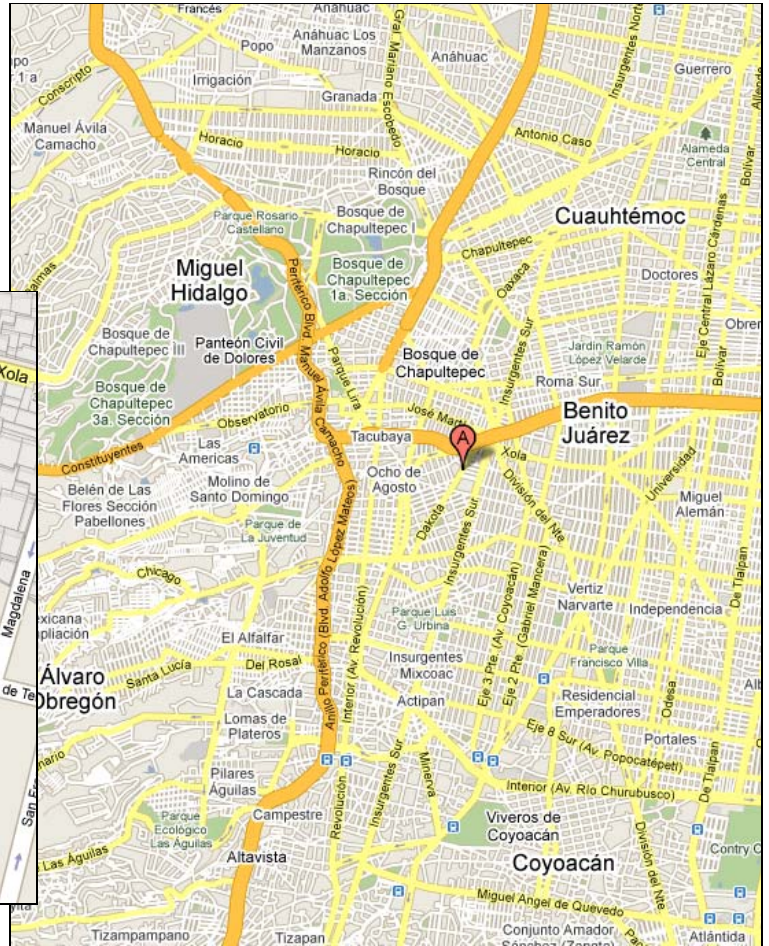 Francés
Anáhuac
Anáhuac Los
Manzanos
Popo
Anáhuac
Irrigación
Granada
Gral. Mariano Escobedo
Insurgentes Norte
Guerrero
Conscripto
Manuel Ávila
Camacho
Horacio
Horacio
Antonio Caso
Alameda
Central
Bolívar
Rincón del
Bosque
Parque Rosario
Castellano
Bosque de
Chapultepec I
Cuauhtémoc
Chapultepec
Miguel
Hidalgo
Bosque de
Chapultepec
1a. Sección
Oaxaca
Doctores
Eje Central Lázaro Cárdenas
Periférico Blvd. Manuel Ávila Camacho
Bosque de
Chapultepec III
Panteón Civil
de Dolores
Parque Lira
Bosque de
Chapultepec
Insurgentes Sur
Jardín Ramón
López Velarde
Roma Sur
Bolívar
Xola
Bosque de
Chapultepec
3a. Sección
Observatorio
José Martí
Benito
Juárez
Tacubaya
A
Xola
Constituyentes
Las
Americas
Ocho de
Agosto
Universidad
Belén de Las
Flores Sección
Pabellones
Molino de
Santo Domingo
División del Nte
Miguel
Alemán
Parque de
La Juventud
Dakota
Insurgentes Sur
De Tlalpan
Anillo Periférico (Blvd. Adolfo López Mateos)
Chicago
Vertiz
Narvarte
Independencia
Magdalena
Parque Luis
G. Urbina
Eje 3 Pte. (Av. Coyoacán)
Eje 2 Pte. (Gabriel Mancera)
El Alfalfar
Interior (Av. Revolución)
Parque
Francisco Villa
Insurgentes
Mixcoac
Santa Lucía
Del Rosal
Álvaro
Obregón
La Cascada
Actipan
Residencial
Emperadores
Odesa
Lomas de
Plateros
Eje 8 Sur (Av. Popocatépetl)
Portales
De Tlalpan
Pilares
Águilas
Insurgentes Sur
Minerva
Interior (Av. Río Churubusco)
Revolución
Parque
Ecológico
Las Águilas
Campestre
Viveros de
Coyoacán
División del Nte
Las Águilas
Altavista
Coyoacán
Miguel Angel de Quevedo
Tizampampano
Tizapan
Conjunto Amador
Atlántida